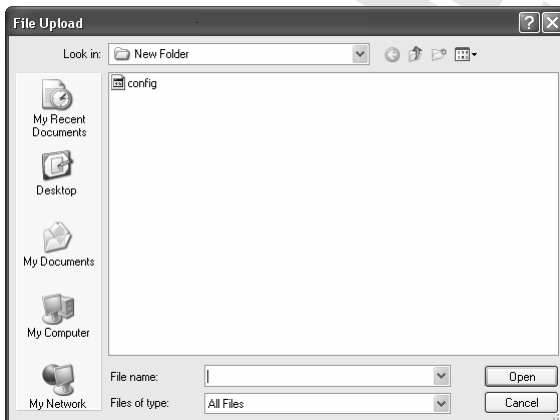 File Upload
Look in: New Folder
config
My Recent
Documents
Desktop
My Documents
My Computer
My Network
File name:
Open
Files of type: All Files
Cancel